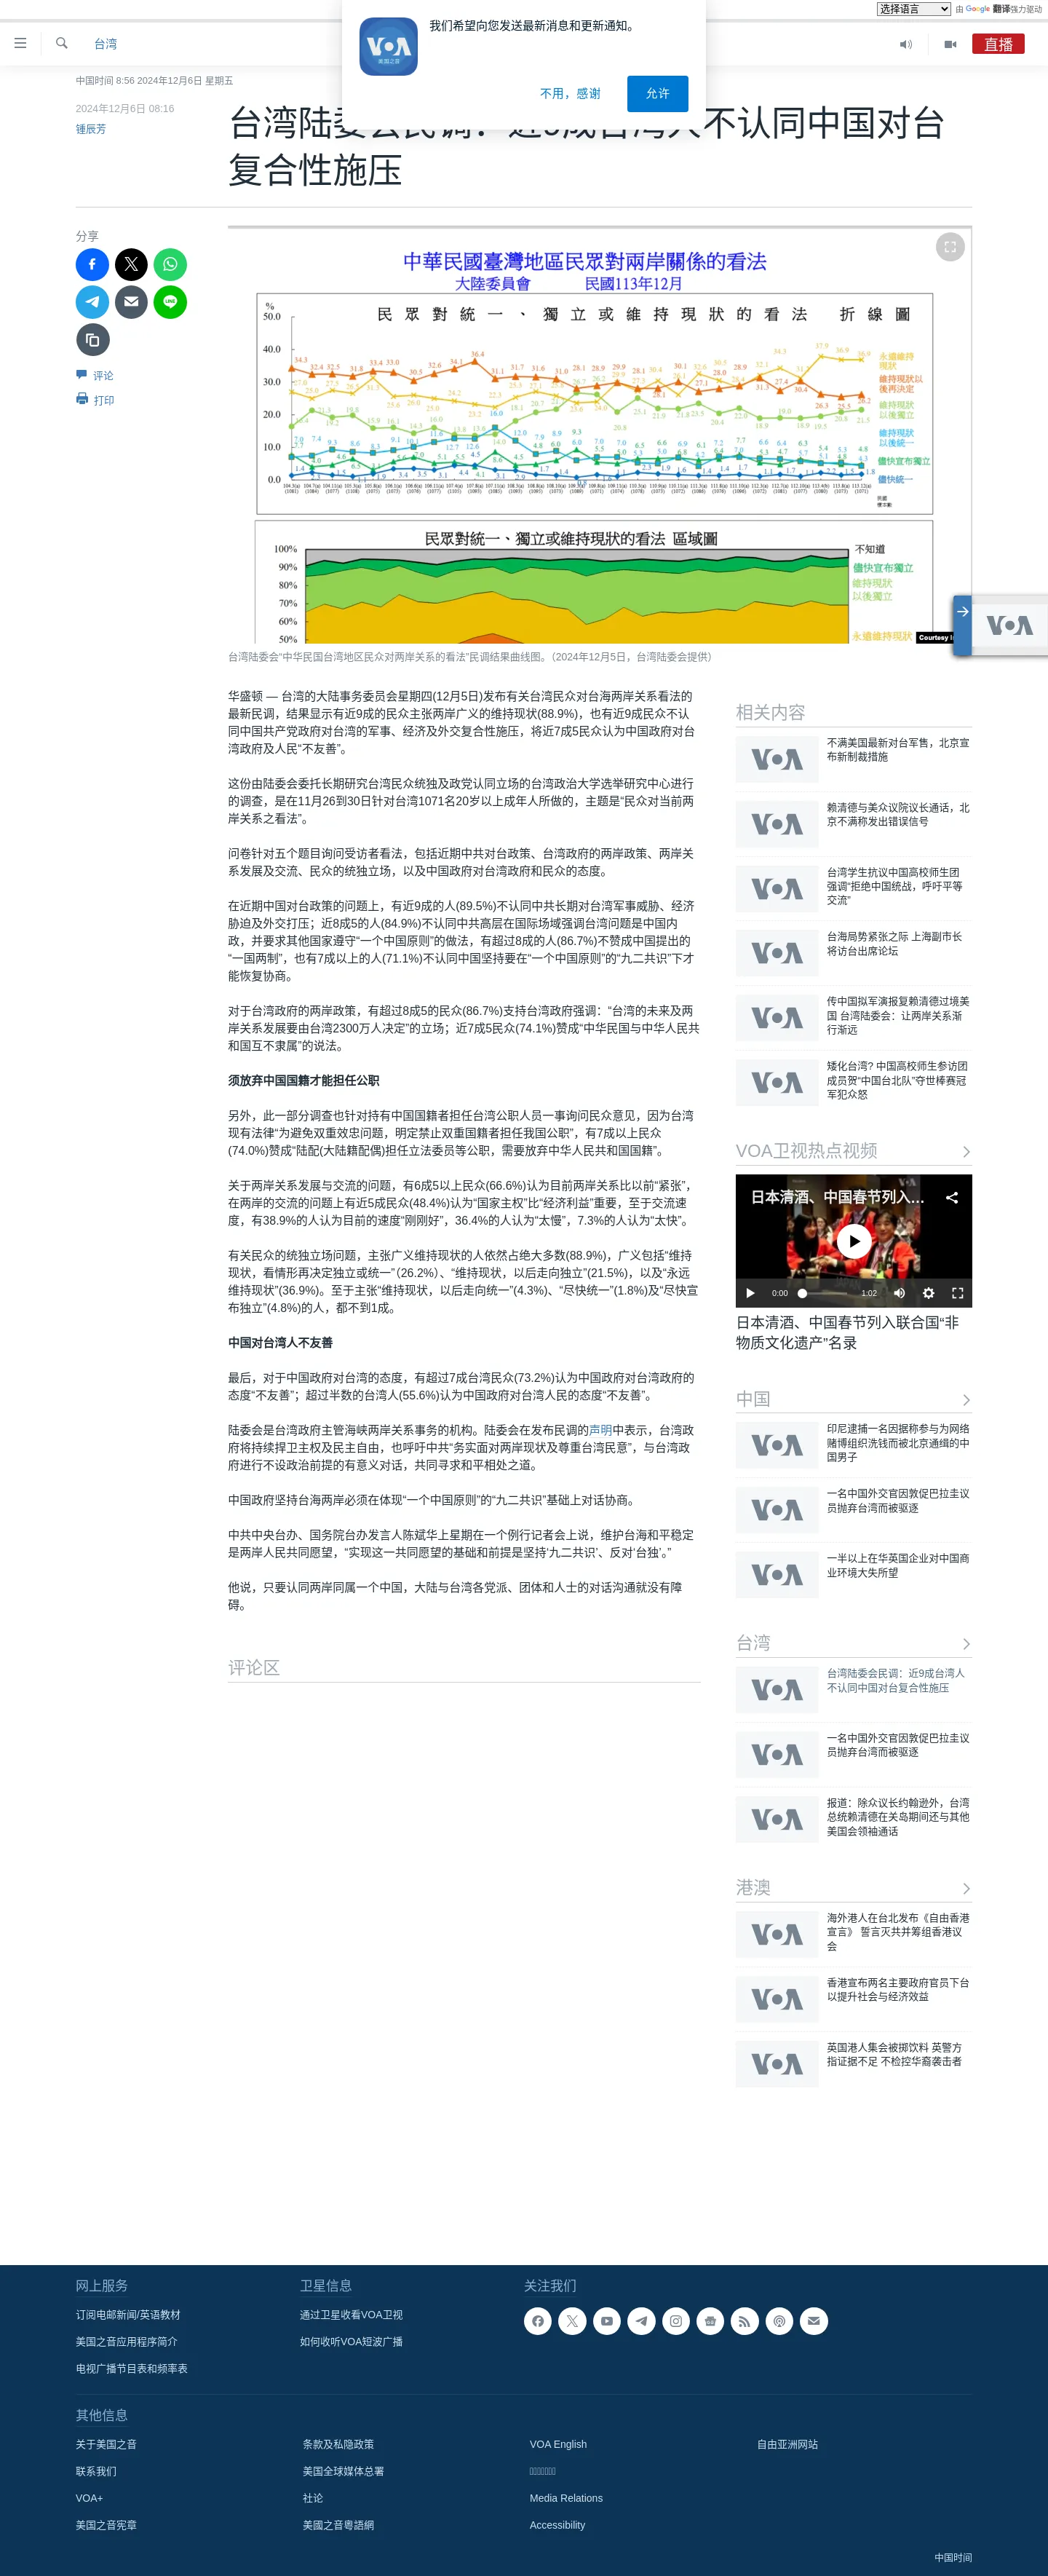 选择语言 由 Google 翻译强力驱动
我们希望向您发送最新消息和更新通知。
不用，感谢 允许
VOA
美国之音
台湾
直播
中国时间 8:56 2024年12月6日 星期五
2024年12月6日 08:16
锺辰芳
台湾陆委会民调：近9成台湾人不认同中国对台
复合性施压
分享
评论
打印
中華民國臺灣地區民眾對兩岸關係的看法
大陸委員會 民國113年12月
民眾對統一、獨立或維持現狀的看法 折線圖
%
50.0
40.0
30.0
20.0
10.0
0.0
永遠維持
現狀
維持現狀以
後再決定
維持現狀
以後獨立
維持現狀
以後統一
儘快宣布獨立
儘快統一
民眾對統一、獨立或維持現狀的看法 區域圖
100%
90%
80%
70%
60%
50%
不知道
儘快宣布獨立
維持現狀
以後獨立
永遠維持現狀
台湾陆委会“中华民国台湾地区民众对两岸关系的看法”民调结果曲线图。（2024年12月5日，台湾陆委会提供）
华盛顿 — 台湾的大陆事务委员会星期四(12月5日)发布有关台湾民众对台海两岸关系看法的
最新民调，结果显示有近9成的民众主张两岸广义的维持现状(88.9%)，也有近9成民众不认
同中国共产党政府对台湾的军事、经济及外交复合性施压，将近7成5民众认为中国政府对台
湾政府及人民“不友善”。
这份由陆委会委托长期研究台湾民众统独及政党认同立场的台湾政治大学选举研究中心进行
的调查，是在11月26到30日针对台湾1071名20岁以上成年人所做的，主题是“民众对当前两
岸关系之看法”。
问卷针对五个题目询问受访者看法，包括近期中共对台政策、台湾政府的两岸政策、两岸关
系发展及交流、民众的统独立场，以及中国政府对台湾政府和民众的态度。
在近期中国对台政策的问题上，有近9成的人(89.5%)不认同中共长期对台湾军事威胁、经济
胁迫及外交打压；近8成5的人(84.9%)不认同中共高层在国际场域强调台湾问题是中国内
政，并要求其他国家遵守“一个中国原则”的做法，有超过8成的人(86.7%)不赞成中国提出的
“一国两制”，也有7成以上的人(71.1%)不认同中国坚持要在“一个中国原则”的“九二共识”下才
能恢复协商。
对于台湾政府的两岸政策，有超过8成5的民众(86.7%)支持台湾政府强调：“台湾的未来及两
岸关系发展要由台湾2300万人决定”的立场；近7成5民众(74.1%)赞成“中华民国与中华人民共
和国互不隶属”的说法。
须放弃中国国籍才能担任公职
另外，此一部分调查也针对持有中国国籍者担任台湾公职人员一事询问民众意见，因为台湾
现有法律“为避免双重效忠问题，明定禁止双重国籍者担任我国公职”，有7成以上民众
(74.0%)赞成“陆配(大陆籍配偶)担任立法委员等公职，需要放弃中华人民共和国国籍”。
关于两岸关系发展与交流的问题，有6成5以上民众(66.6%)认为目前两岸关系比以前“紧张”，
在两岸的交流的问题上有近5成民众(48.4%)认为“国家主权”比“经济利益”重要，至于交流速
度，有38.9%的人认为目前的速度“刚刚好”，36.4%的人认为“太慢”，7.3%的人认为“太快”。
有关民众的统独立场问题，主张广义维持现状的人依然占绝大多数(88.9%)，广义包括“维持
现状，看情形再决定独立或统一”（26.2%）、“维持现状，以后走向独立”(21.5%)，以及“永远
维持现状”(36.9%)。至于主张“维持现状，以后走向统一”(4.3%)、“尽快统一”(1.8%)及“尽快宣
布独立”(4.8%)的人，都不到1成。
中国对台湾人不友善
最后，对于中国政府对台湾的态度，有超过7成台湾民众(73.2%)认为中国政府对台湾政府的
态度“不友善”；超过半数的台湾人(55.6%)认为中国政府对台湾人民的态度“不友善”。
陆委会是台湾政府主管海峡两岸关系事务的机构。陆委会在发布民调的声明中表示，台湾政
府将持续捍卫主权及民主自由，也呼吁中共“务实面对两岸现状及尊重台湾民意”，与台湾政
府进行不设政治前提的有意义对话，共同寻求和平相处之道。
中国政府坚持台海两岸必须在体现“一个中国原则”的“九二共识”基础上对话协商。
中共中央台办、国务院台办发言人陈斌华上星期在一个例行记者会上说，维护台海和平稳定
是两岸人民共同愿望，“实现这一共同愿望的基础和前提是坚持‘九二共识’、反对‘台独’。”
他说，只要认同两岸同属一个中国，大陆与台湾各党派、团体和人士的对话沟通就没有障
碍。
评论区
相关内容
不满美国最新对台军售，北京宣
布新制裁措施
赖清德与美众议院议长通话，北
京不满称发出错误信号
台湾学生抗议中国高校师生团
强调“拒绝中国统战，呼吁平等
交流”
台海局势紧张之际 上海副市长
将访台出席论坛
传中国拟军演报复赖清德过境美
国 台湾陆委会：让两岸关系渐
行渐远
矮化台湾? 中国高校师生参访团
成员贺“中国台北队”夺世棒赛冠
军犯众怒
VOA卫视热点视频
日本清酒、中国春节列入...
0:00 1:02
日本清酒、中国春节列入联合国“非
物质文化遗产”名录
中国
印尼逮捕一名因据称参与为网络
赌博组织洗钱而被北京通缉的中
国男子
一名中国外交官因敦促巴拉圭议
员抛弃台湾而被驱逐
一半以上在华英国企业对中国商
业环境大失所望
台湾
台湾陆委会民调：近9成台湾人
不认同中国对台复合性施压
一名中国外交官因敦促巴拉圭议
员抛弃台湾而被驱逐
报道：除众议长约翰逊外，台湾
总统赖清德在关岛期间还与其他
美国会领袖通话
港澳
海外港人在台北发布《自由香港
宣言》 誓言灭共并筹组香港议
会
香港宣布两名主要政府官员下台
以提升社会与经济效益
英国港人集会被掷饮料 英警方
指证据不足 不检控华裔袭击者
网上服务
订阅电邮新闻/英语教材
美国之音应用程序简介
电视广播节目表和频率表
卫星信息
通过卫星收看VOA卫视
如何收听VOA短波广播
关注我们
其他信息
关于美国之音
联系我们
VOA+
美国之音宪章
条款及私隐政策
美国全球媒体总署
社论
美國之音粵語網
VOA English
Media Relations
Accessibility
自由亚洲网站
中国时间